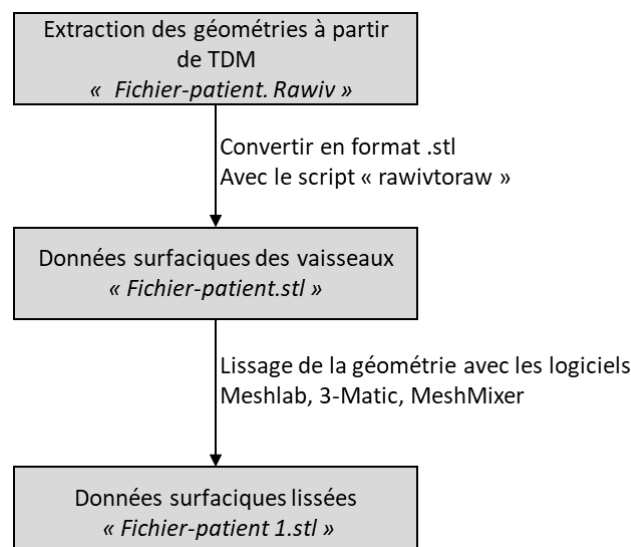 Extraction des géométries à partir
de TDM
« Fichier-patient. Rawiv »
Convertir en format .stl
Avec le script « rawivtoraw »
Données surfaciques des vaisseaux
« Fichier-patient.stl »
Lissage de la géométrie avec les logiciels
Meshlab, 3-Matic, MeshMixer
Données surfaciques lissées
« Fichier-patient 1.stl »